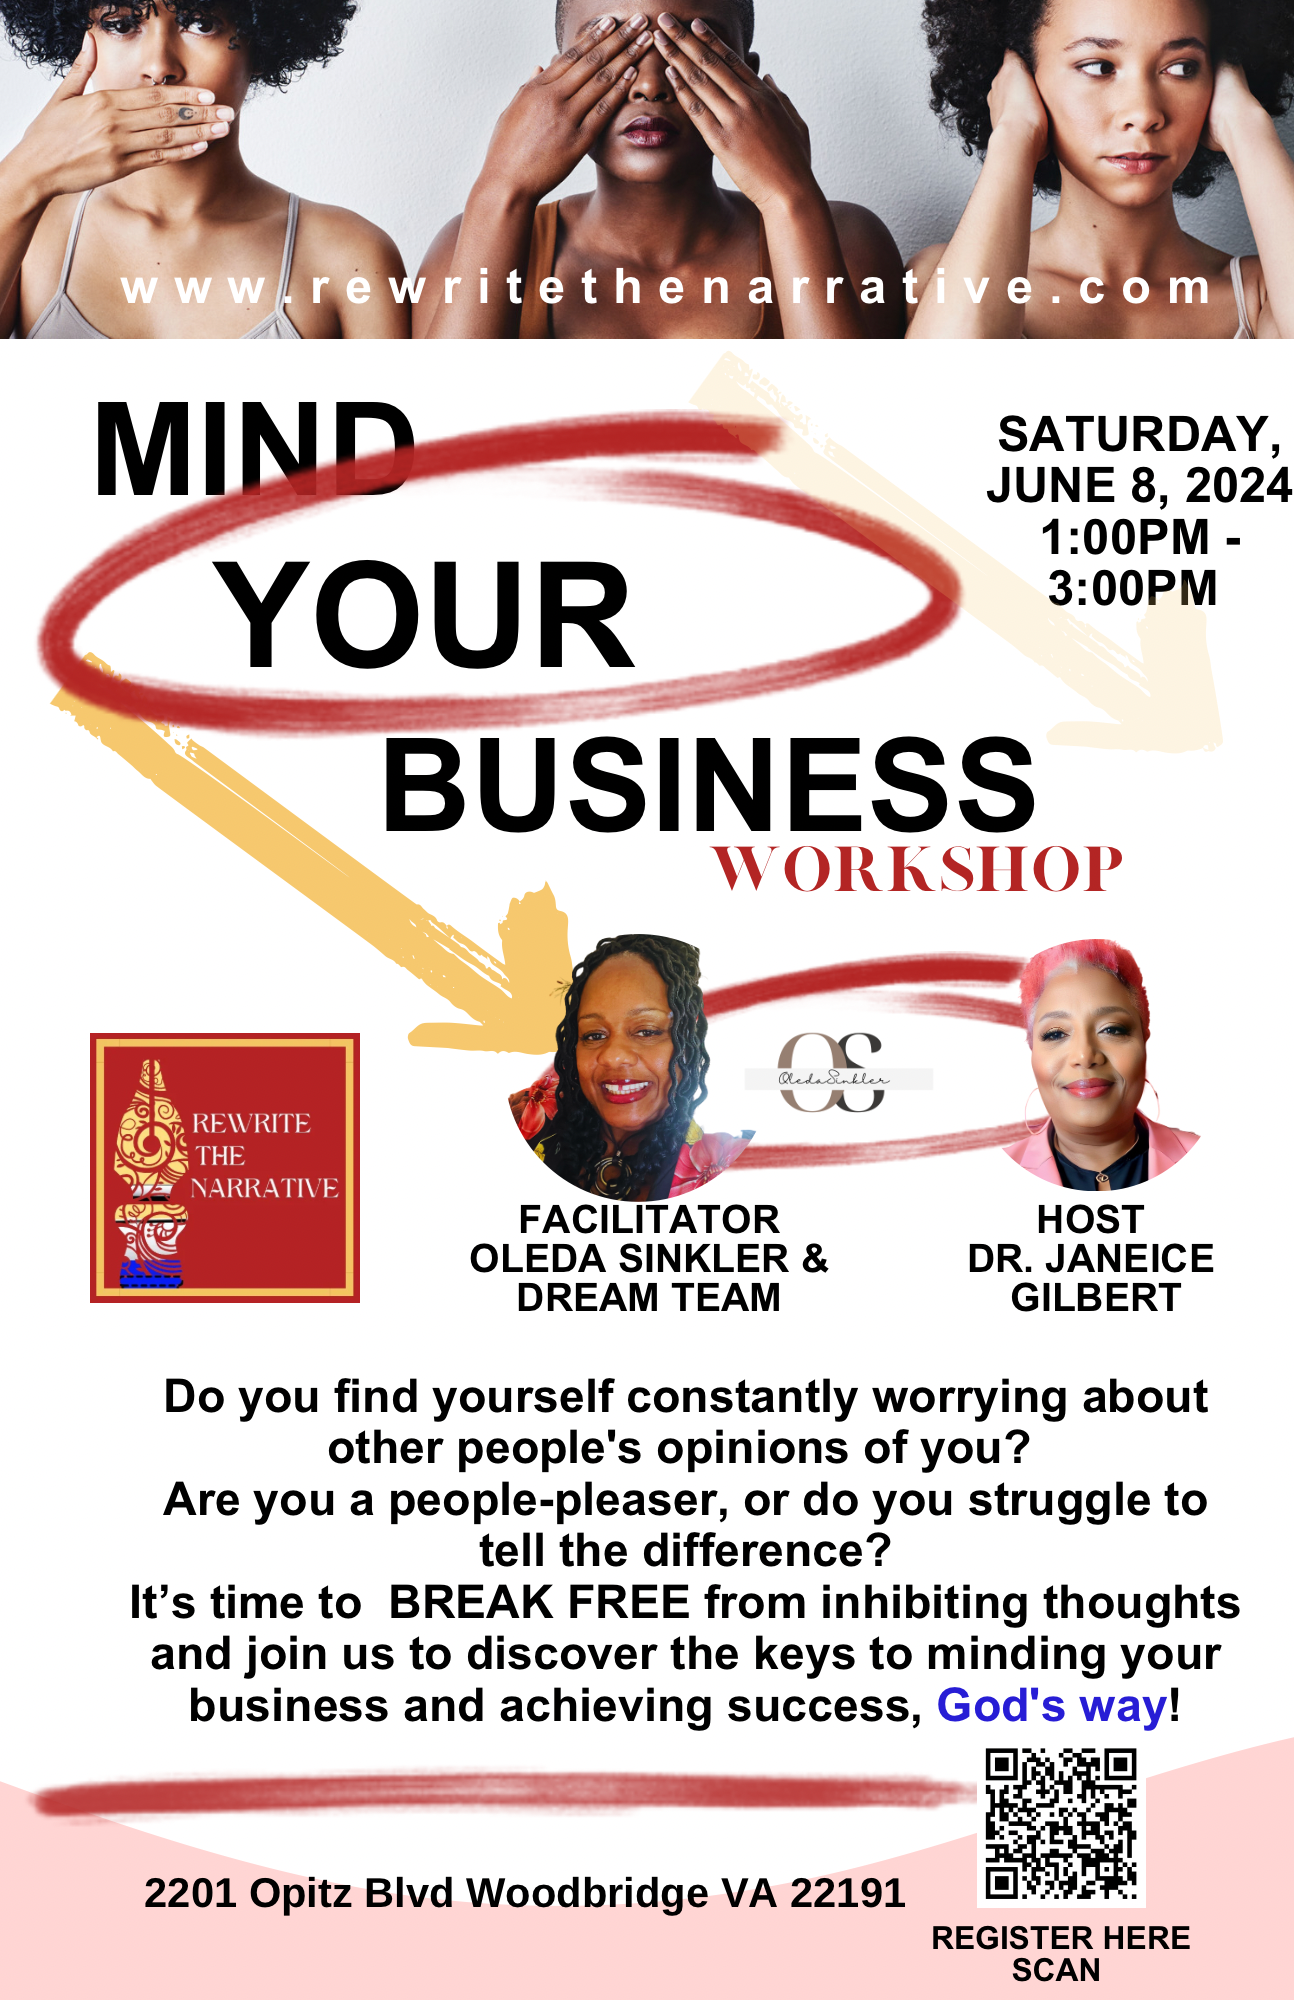 www.rewritethenarrative.com
MIND
YOUR
BUSINESS
WORKSHOP
SATURDAY,
JUNE 8, 2024
1:00PM -
3:00PM
REWRITE
THE
NARRATIVE
OS
OledaSinkler
FACILITATOR
OLEDA SINKLER &
DREAM TEAM
HOST
DR. JANEICE
GILBERT
Do you find yourself constantly worrying about
other people's opinions of you?
Are you a people-pleaser, or do you struggle to
tell the difference?
It’s time to  BREAK FREE from inhibiting thoughts
and join us to discover the keys to minding your
business and achieving success, God's way!
2201 Opitz Blvd Woodbridge VA 22191
REGISTER HERE
SCAN